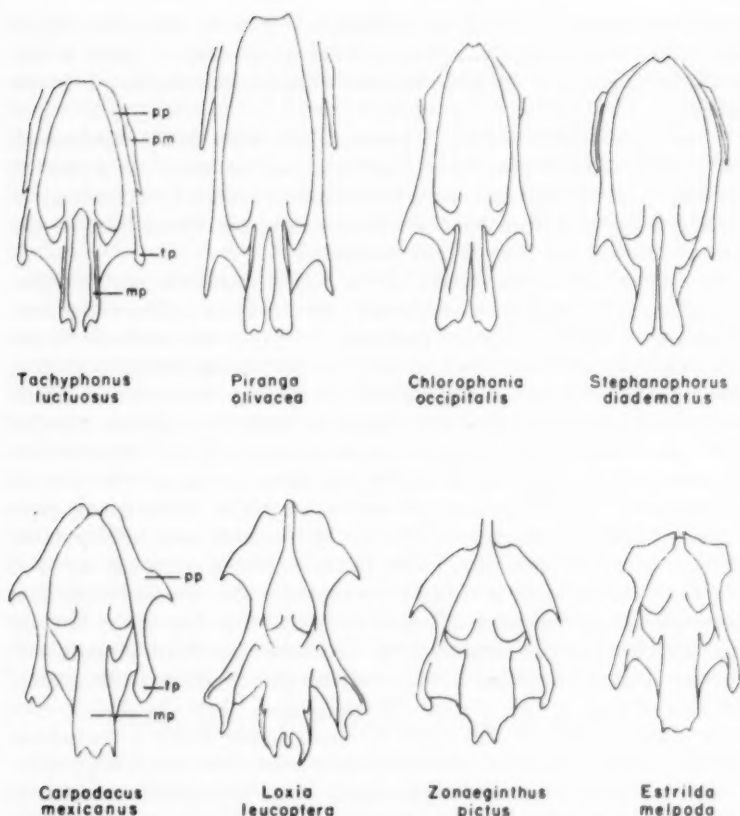 pp
pm
tp
mp
Tachyphonus luctuosus
Piranga olivacea
Chlorophonia occipitalis
Stephanophorus diadematus
pp
tp
mp
Carpodacus mexicanus
Loxia leucoptera
Zonaeginthus pictus
Estrilda melpoda